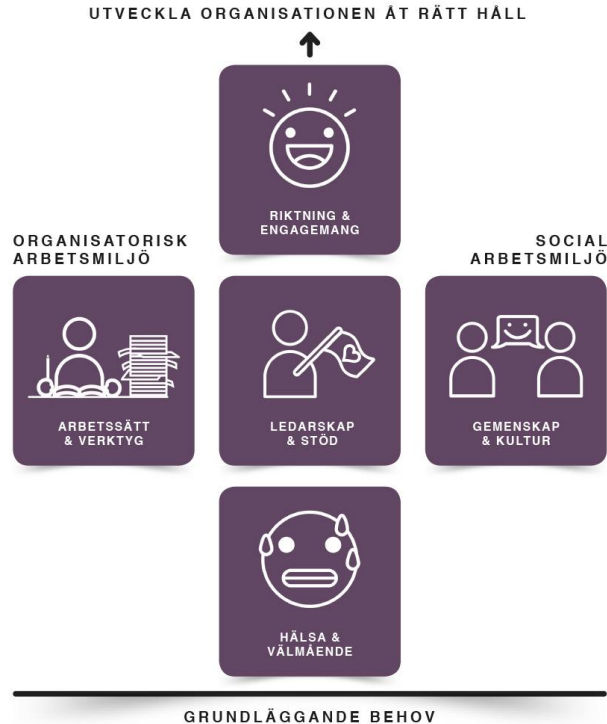 UTVECKLA ORGANISATIONEN ÅT RÄTT HÅLL
RIKTNING &
ENGAGEMANG
ORGANISATORISK
ARBETSMILJÖ
SOCIAL
ARBETSMILJÖ
ARBETSSÄTT
& VERKTYG
LEDARSKAP
& STÖD
GEMENSKAP
& KULTUR
HÄLSA &
VÄLMÅENDE
GRUNDLÄGGANDE BEHOV